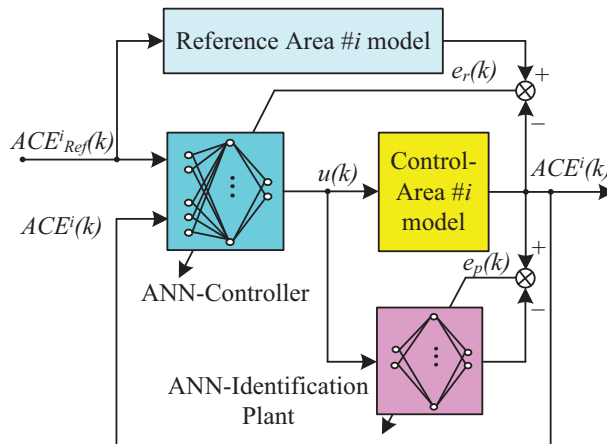 Reference Area #i model
e_r(k)
+
−
ACE^i_Ref(k)
u(k)
Control-
Area #i
model
ACE^i(k)
ACE^i(k)
+
e_p(k)
−
ANN-Controller
ANN-Identification
Plant